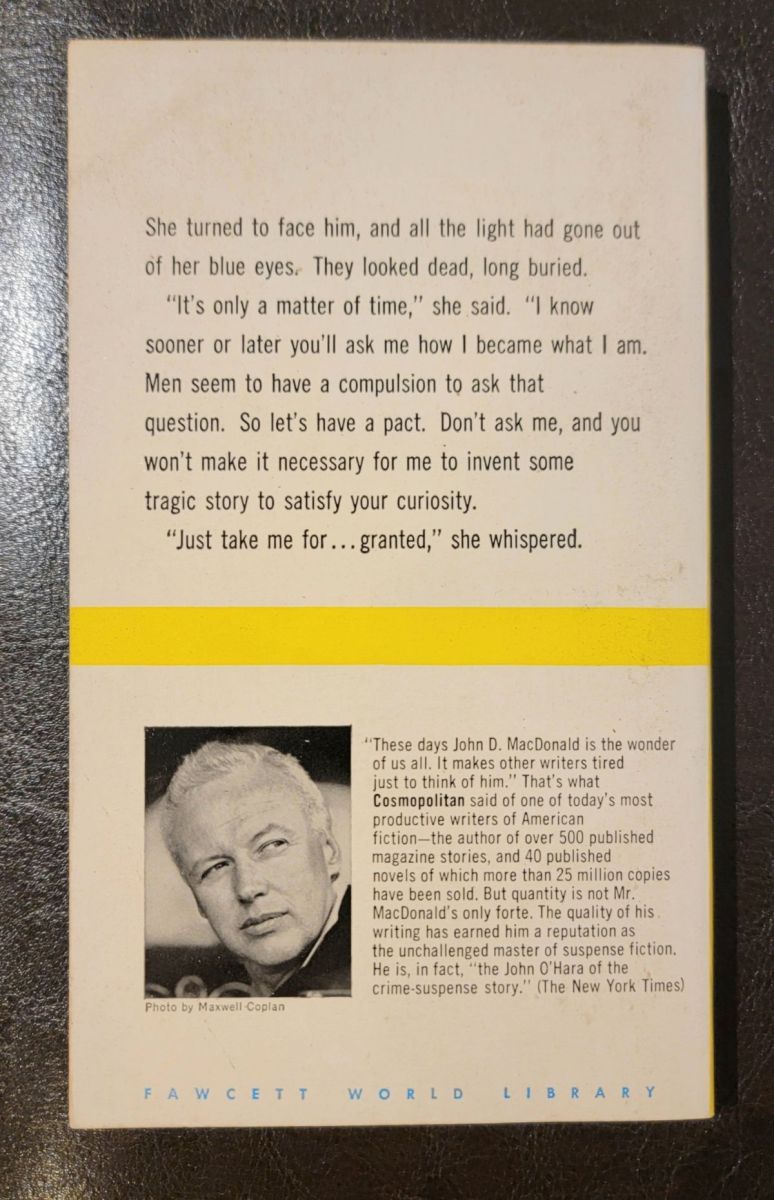 She turned to face him, and all the light had gone out
of her blue eyes. They looked dead, long buried.
“It's only a matter of time,” she said. “I know
sooner or later you'll ask me how I became what I am.
Men seem to have a compulsion to ask that
question. So let's have a pact. Don't ask me, and you
won't make it necessary for me to invent some
tragic story to satisfy your curiosity.
“Just take me for...granted,” she whispered.
“These days John D. MacDonald is the wonder
of us all. It makes other writers tired
just to think of him.” That's what
Cosmopolitan said of one of today's most
productive writers of American
fiction—the author of over 500 published
magazine stories, and 40 published
novels of which more than 25 million copies
have been sold. But quantity is not Mr.
MacDonald's only forte. The quality of his
writing has earned him a reputation as
the unchallenged master of suspense fiction.
He is, in fact, “the John O'Hara of the
crime-suspense story.” (The New York Times)
Photo by Maxwell Coplan
FAWCETT WORLD LIBRARY